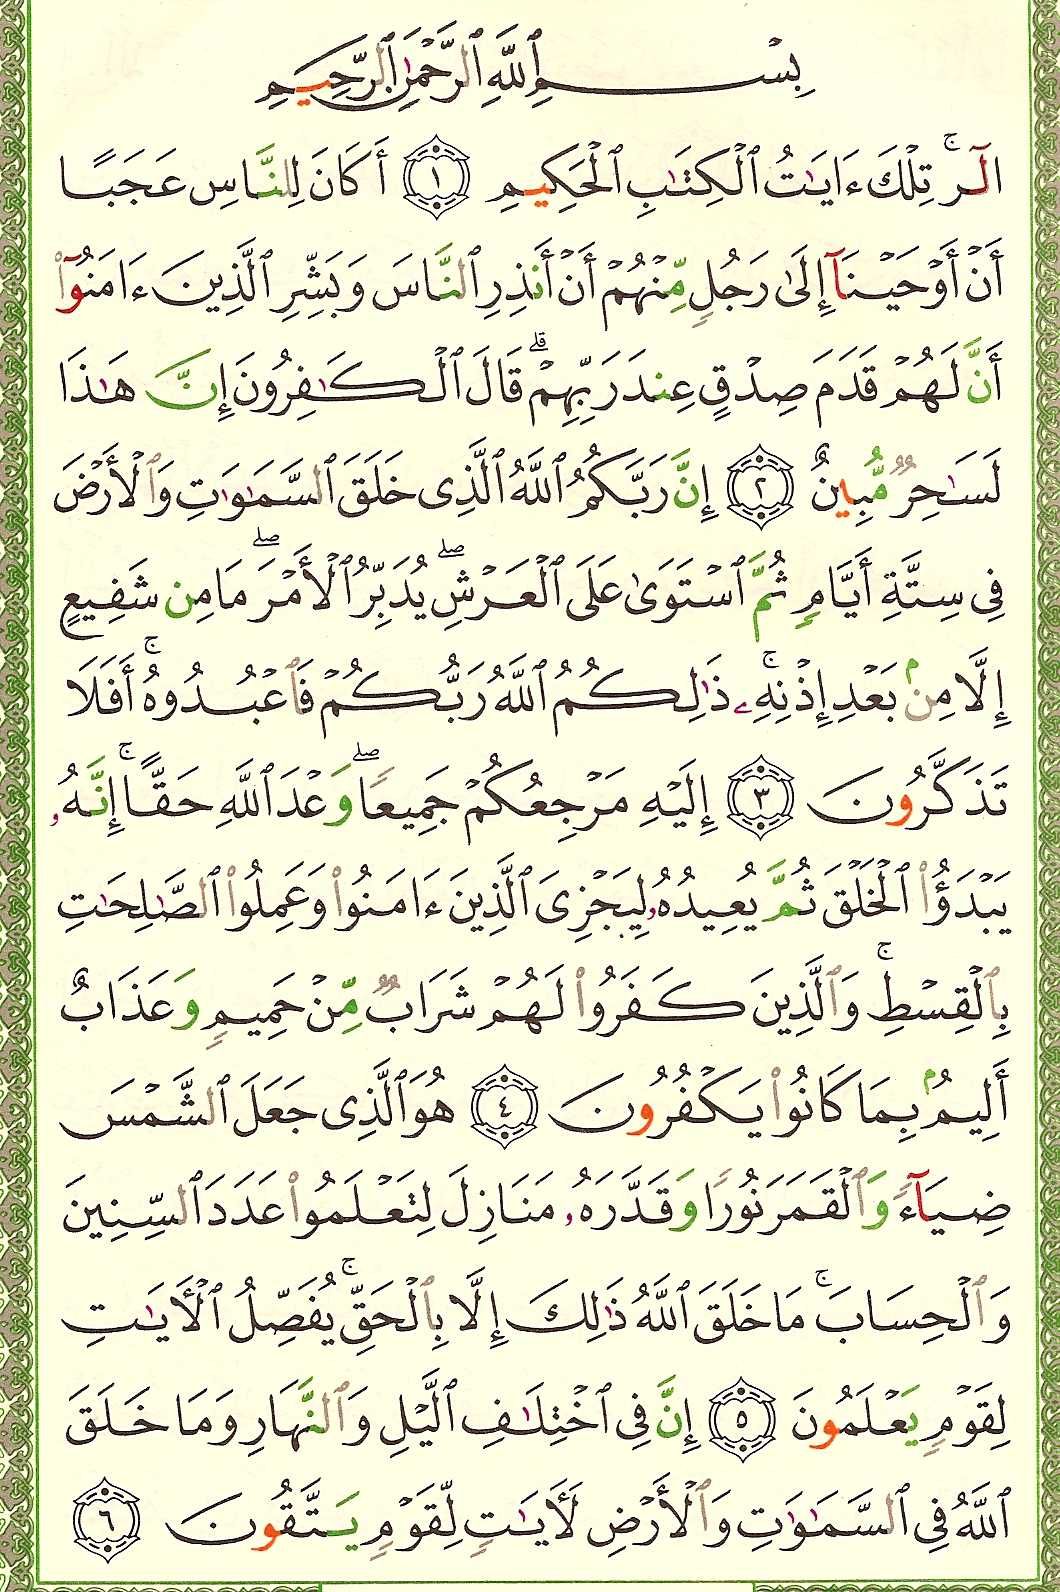 بِسْمِ ٱللَّهِ ٱلرَّحْمَٰنِ ٱلرَّحِيمِ
الٓر ۚ تِلْكَ ءَايَٰتُ ٱلْكِتَٰبِ ٱلْحَكِيمِ ١ أَكَانَ لِلنَّاسِ عَجَبًا
أَنْ أَوْحَيْنَآ إِلَىٰ رَجُلٍ مِّنْهُمْ أَنْ أَنذِرِ ٱلنَّاسَ وَبَشِّرِ ٱلَّذِينَ ءَامَنُوٓا۟
أَنَّ لَهُمْ قَدَمَ صِدْقٍ عِندَ رَبِّهِمْ ۗ قَالَ ٱلْكَٰفِرُونَ إِنَّ هَٰذَا
لَسَٰحِرٌ مُّبِينٌ ٢ إِنَّ رَبَّكُمُ ٱللَّهُ ٱلَّذِى خَلَقَ ٱلسَّمَٰوَٰتِ وَٱلْأَرْضَ
فِى سِتَّةِ أَيَّامٍ ثُمَّ ٱسْتَوَىٰ عَلَى ٱلْعَرْشِ ۖ يُدَبِّرُ ٱلْأَمْرَ ۖ مَا مِن شَفِيعٍ
إِلَّا مِنۢ بَعْدِ إِذْنِهِۦ ۚ ذَٰلِكُمُ ٱللَّهُ رَبُّكُمْ فَٱعْبُدُوهُ ۚ أَفَلَا
تَذَكَّرُونَ ٣ إِلَيْهِ مَرْجِعُكُمْ جَمِيعًا ۖ وَعْدَ ٱللَّهِ حَقًّا ۚ إِنَّهُۥ
يَبْدَؤُا۟ ٱلْخَلْقَ ثُمَّ يُعِيدُهُۥ لِيَجْزِىَ ٱلَّذِينَ ءَامَنُوا۟ وَعَمِلُوا۟ ٱلصَّٰلِحَٰتِ
بِٱلْقِسْطِ ۚ وَٱلَّذِينَ كَفَرُوا۟ لَهُمْ شَرَابٌ مِّنْ حَمِيمٍ وَعَذَابٌ
أَلِيمٌۢ بِمَا كَانُوا۟ يَكْفُرُونَ ٤ هُوَ ٱلَّذِى جَعَلَ ٱلشَّمْسَ
ضِيَآءً وَٱلْقَمَرَ نُورًا وَقَدَّرَهُۥ مَنَازِلَ لِتَعْلَمُوا۟ عَدَدَ ٱلسِّنِينَ
وَٱلْحِسَابَ ۚ مَا خَلَقَ ٱللَّهُ ذَٰلِكَ إِلَّا بِٱلْحَقِّ ۚ يُفَصِّلُ ٱلْءَايَٰتِ
لِقَوْمٍ يَعْلَمُونَ ٥ إِنَّ فِى ٱخْتِلَٰفِ ٱلَّيْلِ وَٱلنَّهَارِ وَمَا خَلَقَ
ٱللَّهُ فِى ٱلسَّمَٰوَٰتِ وَٱلْأَرْضِ لَءَايَٰتٍ لِّقَوْمٍ يَتَّقُونَ ٦